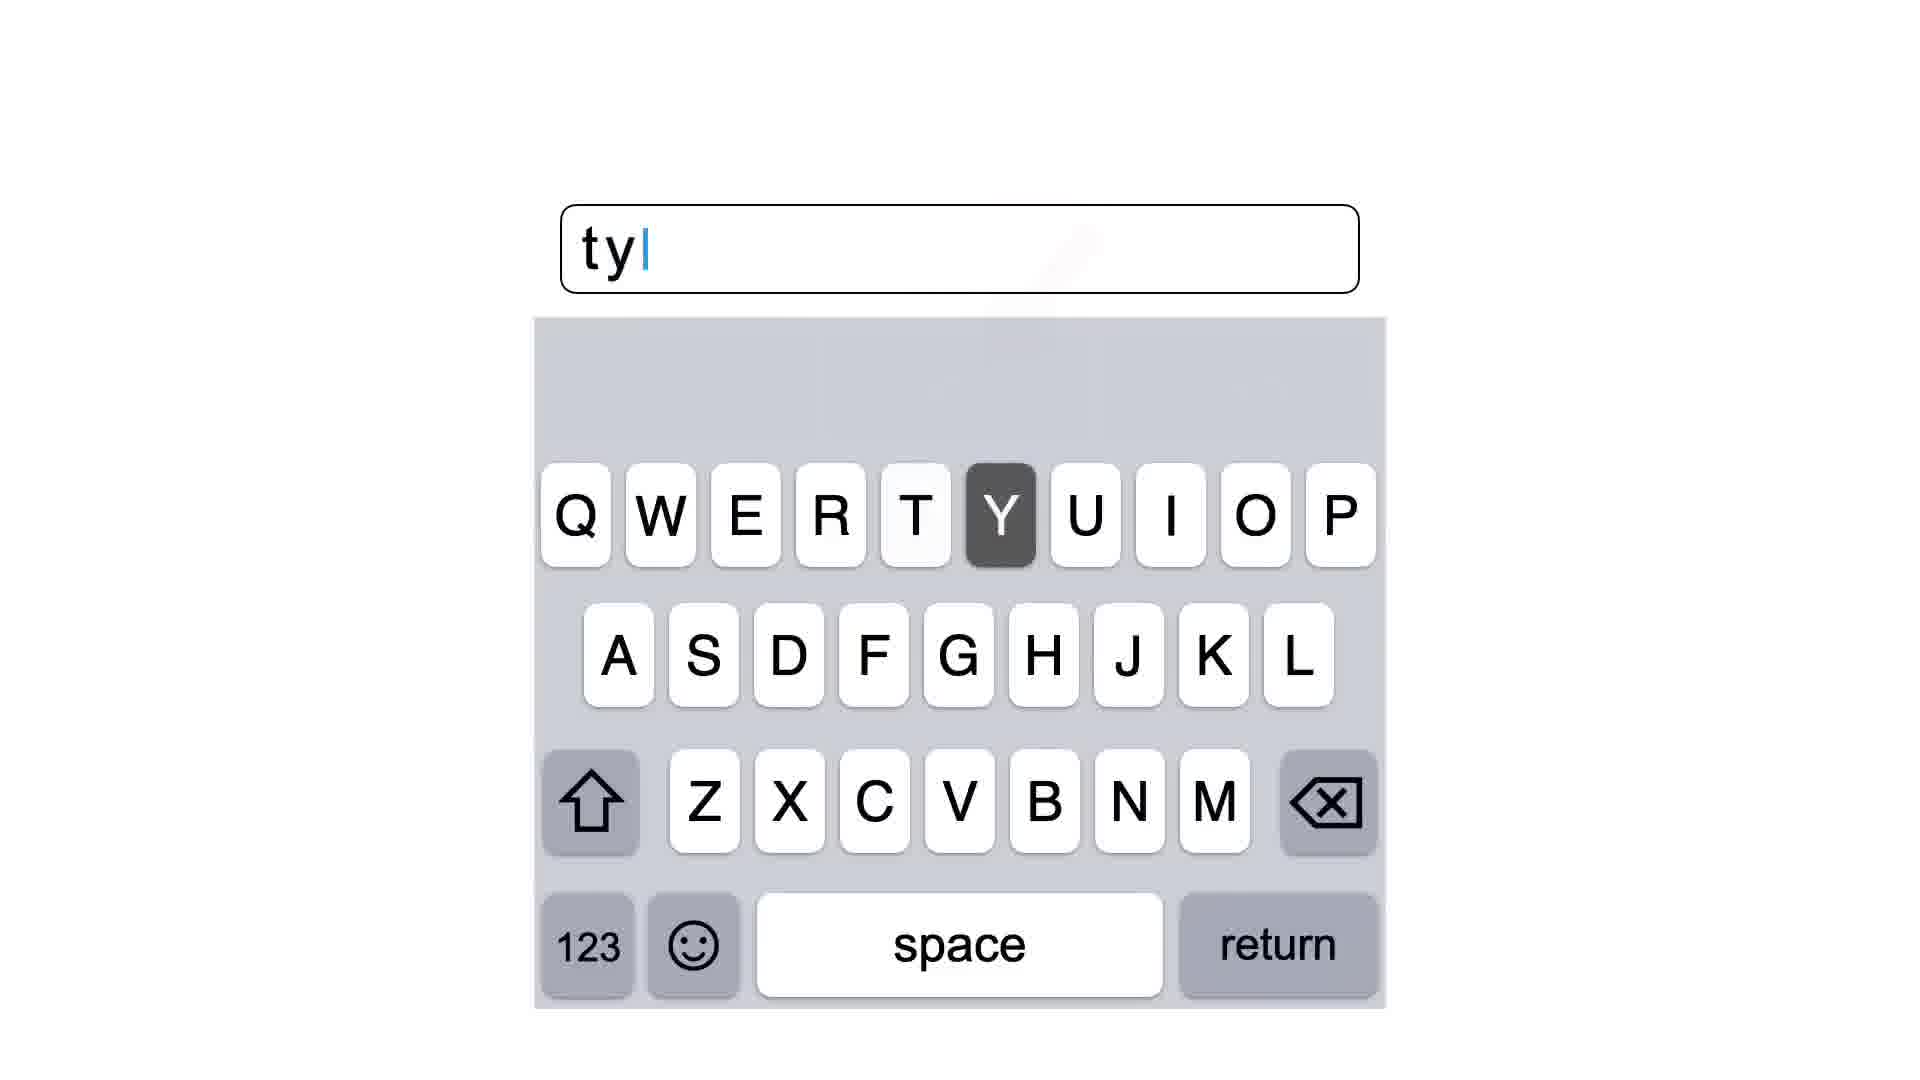 ty
Q W E R T Y U I O P
A S D F G H J K L
Z X C V B N M
123 space return